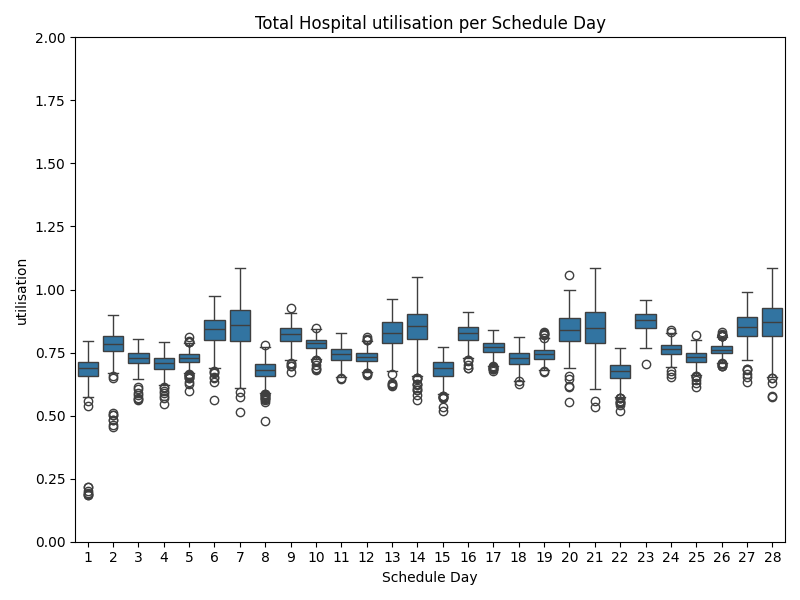 Total Hospital utilisation per Schedule Day
2.00
1.75
1.50
1.25
1.00
0.75
0.50
0.25
0.00
utilisation
1 2 3 4 5 6 7 8 9 10 11 12 13 14 15 16 17 18 19 20 21 22 23 24 25 26 27 28
Schedule Day